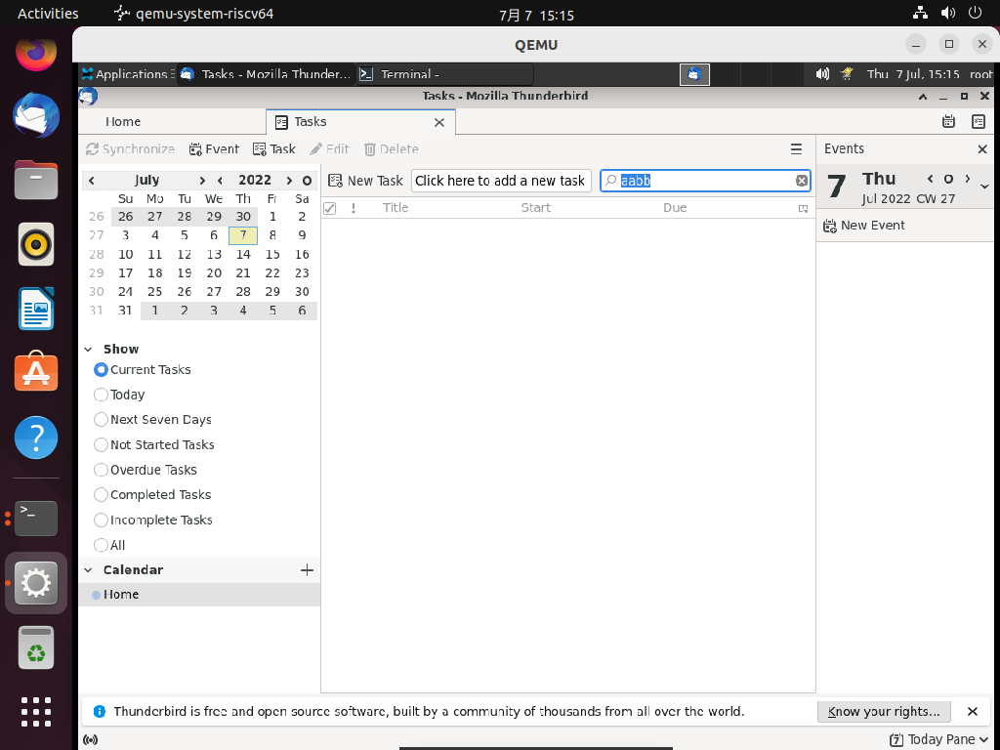 Activities
qemu-system-riscv64
7月 7 15:15
QEMU
Applications
Tasks - Mozilla Thunder...
Terminal -
Thu 7 Jul, 15:15 root
Tasks - Mozilla Thunderbird
Home
Tasks
Synchronize
Event
Task
Edit
Delete
Events
July
2022
New Task
Click here to add a new task
aabb
7
Thu
Jul 2022 CW 27
New Event
Su Mo Tu We Th Fr Sa
26 26 27 28 29 30 1 2
27 3 4 5 6 7 8 9
28 10 11 12 13 14 15 16
29 17 18 19 20 21 22 23
30 24 25 26 27 28 29 30
31 31 1 2 3 4 5 6
! Title Start Due
Show
Current Tasks
Today
Next Seven Days
Not Started Tasks
Overdue Tasks
Completed Tasks
Incomplete Tasks
All
Calendar
Home
Thunderbird is free and open source software, built by a community of thousands from all over the world.
Know your rights...
7 Today Pane